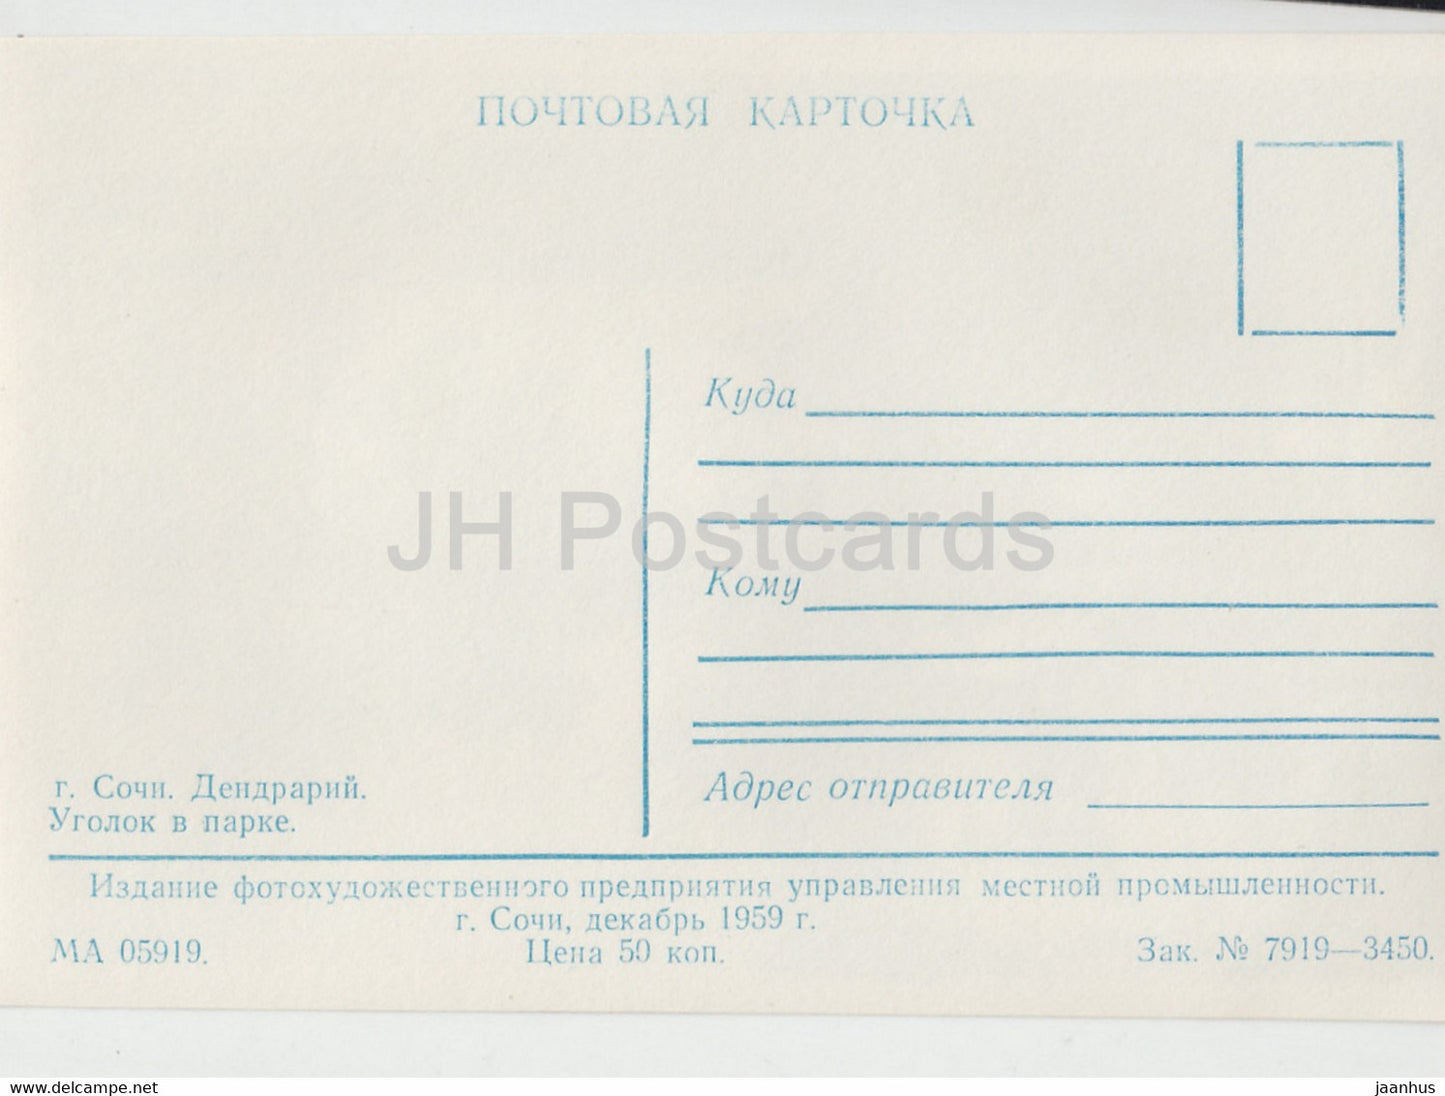 ПОЧТОВАЯ КАРТОЧКА
Куда
JH Postcards
Кому
Адрес отправителя
г. Сочи. Дендрарий.
Уголок в парке.
Издание фотохудожественного предприятия управления местной промышленности.
г. Сочи, декабрь 1959 г.
МА 05919.
Цена 50 коп.
Зак. № 7919—3450.
www.delcampe.net
jaanhus